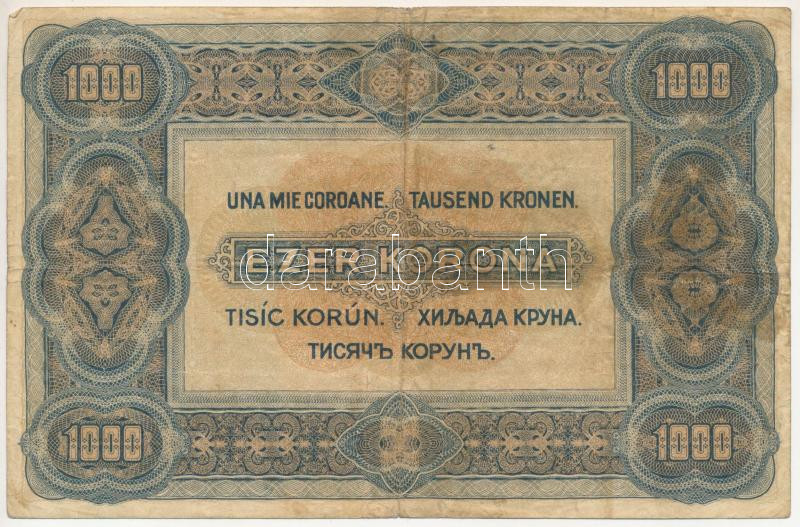 1000 1000
UNA MIE COROANE. TAUSEND KRONEN.
EZER KORONA
darabanth
TISÍC KORÚN. ХИЉАДА КРУНА.
ТИСЯЧЪ КОРУНЪ.
1000 1000